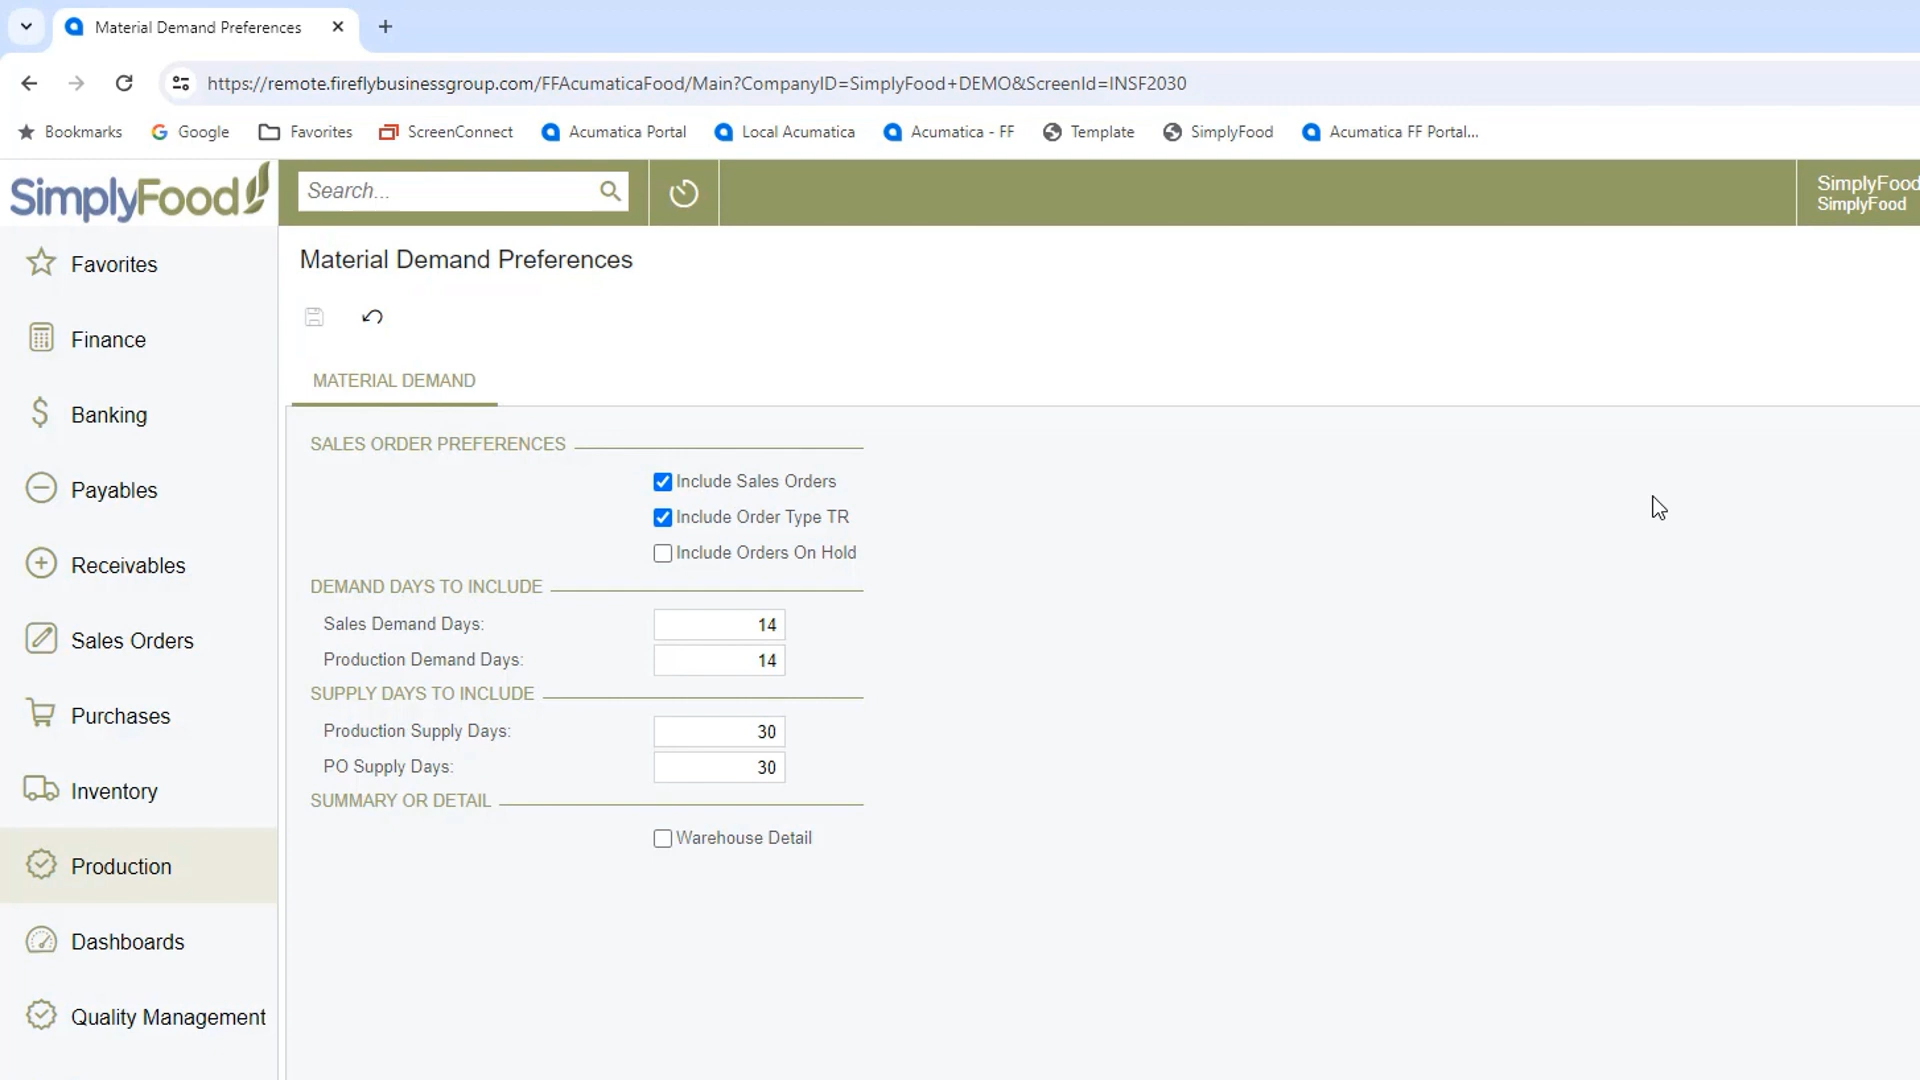 Material Demand Preferences
https://remote.fireflybusinessgroup.com/FFAcumaticaFood/Main?CompanyID=SimplyFood+DEMO&ScreenId=INSF2030
Bookmarks Google Favorites ScreenConnect Acumatica Portal Local Acumatica Acumatica - FF Template SimplyFood Acumatica FF Portal...
SimplyFood
Search...
SimplyFood
SimplyFood
Favorites
Finance
Banking
Payables
Receivables
Sales Orders
Purchases
Inventory
Production
Dashboards
Quality Management
Material Demand Preferences
MATERIAL DEMAND
SALES ORDER PREFERENCES
Include Sales Orders
Include Order Type TR
Include Orders On Hold
DEMAND DAYS TO INCLUDE
Sales Demand Days: 14
Production Demand Days: 14
SUPPLY DAYS TO INCLUDE
Production Supply Days: 30
PO Supply Days: 30
SUMMARY OR DETAIL
Warehouse Detail